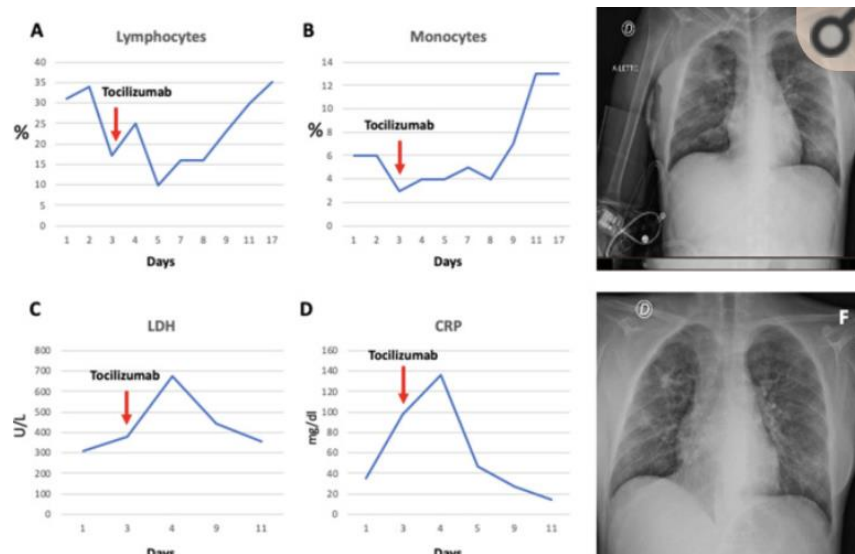 A
Lymphocytes
40
35
30
25
20
15
10
5
0
%
Tocilizumab
1 2 3 4 5 7 8 9 11 17
Days
B
Monocytes
14
12
10
8
6
4
2
0
%
Tocilizumab
1 2 3 4 5 7 8 9 11 17
Days
D
A LETTO
C
LDH
800
700
600
500
400
300
200
100
0
U/L
Tocilizumab
1 3 4 9 11
Days
D
CRP
160
140
120
100
80
60
40
20
0
mg/dl
Tocilizumab
1 3 4 5 9 11
Days
D
F